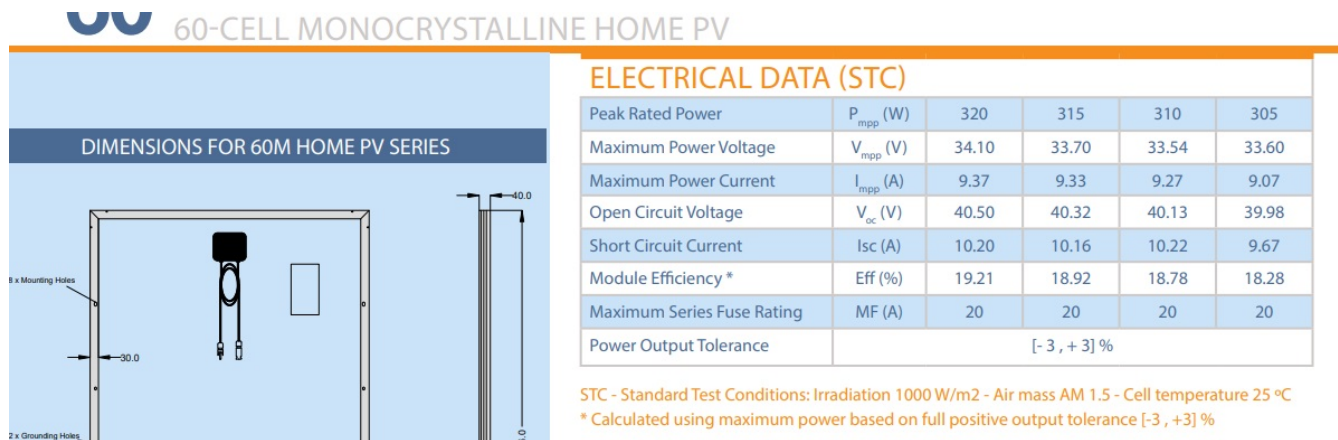 60-CELL MONOCRYSTALLINE HOME PV
DIMENSIONS FOR 60M HOME PV SERIES
40.0
8 x Mounting Holes
30.0
2 x Grounding Holes
ELECTRICAL DATA (STC)
Peak Rated Power Pmpp (W) 320 315 310 305
Maximum Power Voltage Vmpp (V) 34.10 33.70 33.54 33.60
Maximum Power Current Impp (A) 9.37 9.33 9.27 9.07
Open Circuit Voltage Voc (V) 40.50 40.32 40.13 39.98
Short Circuit Current Isc (A) 10.20 10.16 10.22 9.67
Module Efficiency * Eff (%) 19.21 18.92 18.78 18.28
Maximum Series Fuse Rating MF (A) 20 20 20 20
Power Output Tolerance [- 3 , + 3] %
STC - Standard Test Conditions: Irradiation 1000 W/m2 - Air mass AM 1.5 - Cell temperature 25 ºC
* Calculated using maximum power based on full positive output tolerance [-3 , +3] %